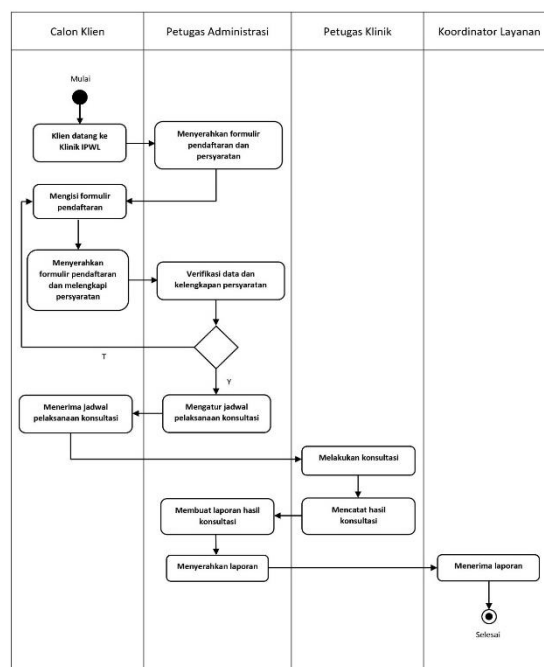 Calon Klien
Petugas Administrasi
Petugas Klinik
Koordinator Layanan
Mulai
Klien datang ke
Klinik IPWL
Menyerahkan formulir
pendaftaran dan
persyaratan
Mengisi formulir
pendaftaran
Menyerahkan
formulir pendaftaran
dan melengkapi
persyaratan
Verifikasi data dan
kelengkapan persyaratan
T
Y
Menerima jadwal
pelaksanaan konsultasi
Mengatur jadwal
pelaksanaan konsultasi
Melakukan konsultasi
Mencatat hasil
konsultasi
Membuat laporan hasil
konsultasi
Menyerahkan laporan
Menerima laporan
Selesai